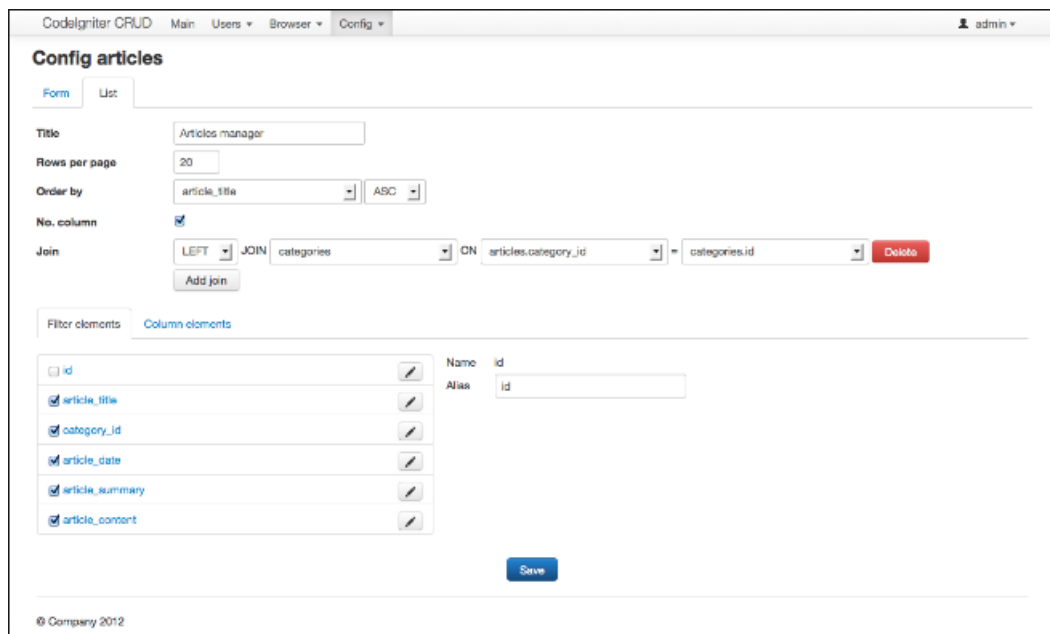 CodeIgniter CRUD Main Users Browser Config admin
Config articles
Form List
Title Articles manager
Rows per page 20
Order by article_title ASC
No. column
Join LEFT JOIN categories ON articles.category_id = categories.id Delete
Add join
Filter elements Column elements
id Name id
Alias id
article_title
category_id
article_date
article_summary
article_content
Save
© Company 2012